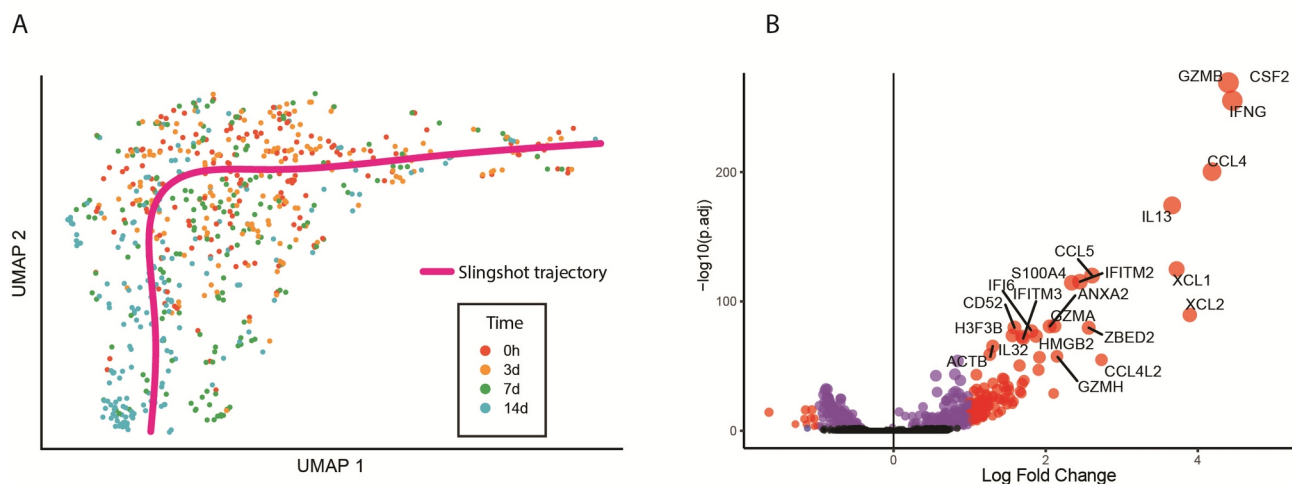 A
B
UMAP 2
Slingshot trajectory
Time
0h
3d
7d
14d
UMAP 1
−log10(p.adj)
200
100
0
GZMB
CSF2
IFNG
CCL4
IL13
CCL5
S100A4
IFITM2
IFI6
IFITM3
XCL1
CD52
ANXA2
XCL2
GZMA
H3F3B
ZBED2
IL32
HMGB2
ACTB
CCL4L2
GZMH
0
2
4
Log Fold Change